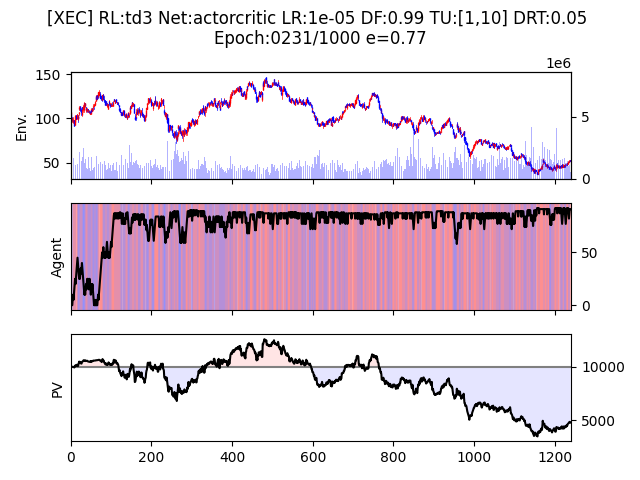 [XEC] RL:td3 Net:actorcritic LR:1e-05 DF:0.99 TU:[1,10] DRT:0.05
Epoch:0231/1000 e=0.77
1e6
150
100
50
Env.
5
0
Agent
50
0
PV
10000
5000
0 200 400 600 800 1000 1200